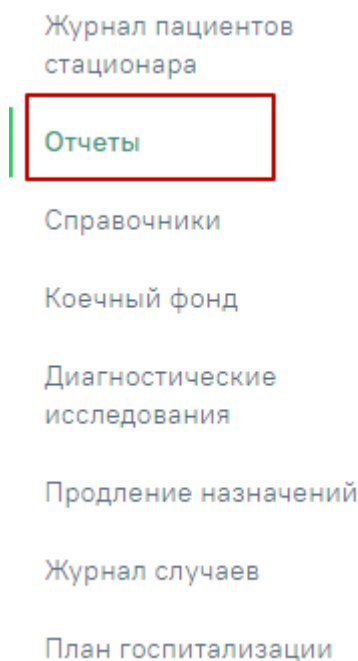 Журнал пациентов
стационара
Отчеты
Справочники
Коечный фонд
Диагностические
исследования
Продление назначений
Журнал случаев
План госпитализации